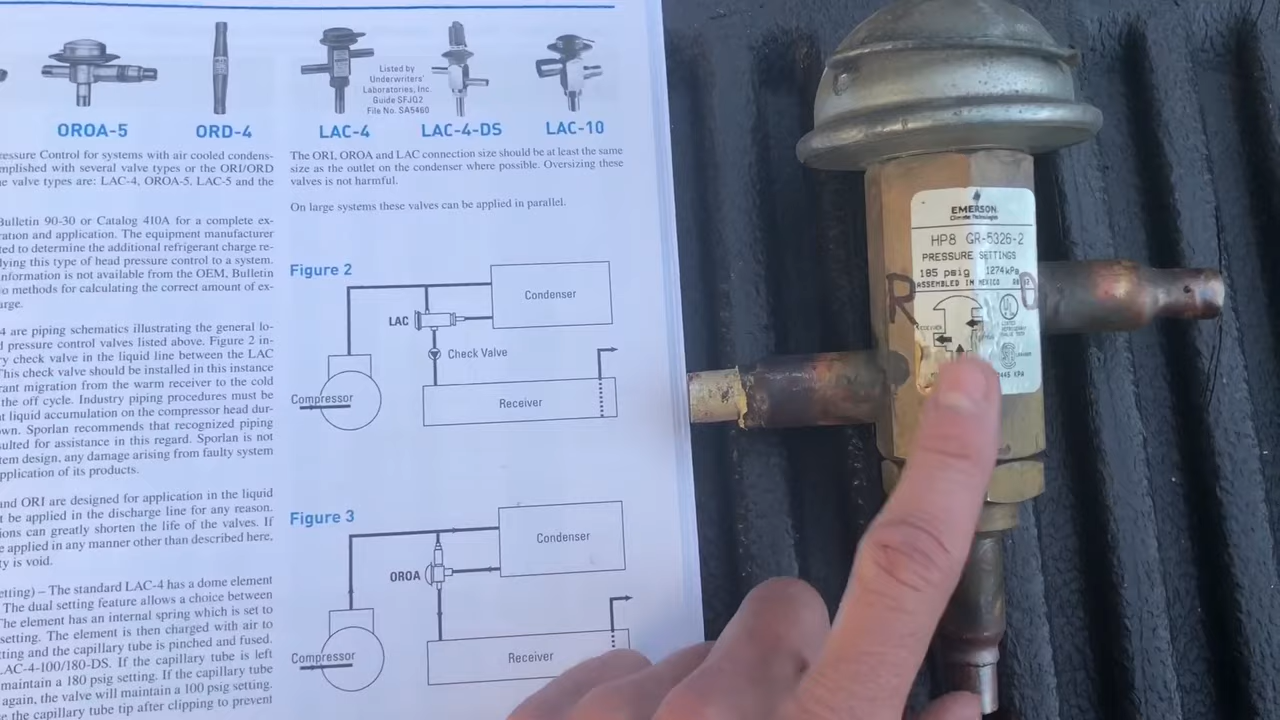 OROA-5
ORD-4
LAC-4
Listed by
Underwriters'
Laboratories, Inc.
Guide SFJQ2
File No. SA5460
LAC-4-DS
LAC-10
essure Control for systems with air cooled condens-
mplished with several valve types or the ORI/ORD
e valve types are: LAC-4, OROA-5, LAC-5 and the
Bulletin 90-30 or Catalog 410A for a complete ex-
ration and application. The equipment manufacturer
ted to determine the additional refrigerant charge re-
lying this type of head pressure control to a system.
nformation is not available from the OEM, Bulletin
o methods for calculating the correct amount of ex-
arge.
4 are piping schematics illustrating the general lo-
d pressure control valves listed above. Figure 2 in-
ry check valve in the liquid line between the LAC
This check valve should be installed in this instance
rant migration from the warm receiver to the cold
the off cycle. Industry piping procedures must be
t liquid accumulation on the compressor head dur-
own. Sporlan recommends that recognized piping
sulted for assistance in this regard. Sporlan is not
tem design, any damage arising from faulty system
pplication of its products.
and ORI are designed for application in the liquid
t be applied in the discharge line for any reason.
ions can greatly shorten the life of the valves. If
e applied in any manner other than described here,
ty is void.
etting) – The standard LAC-4 has a dome element
The dual setting feature allows a choice between
The element has an internal spring which is set to
setting. The element is then charged with air to
tting and the capillary tube is pinched and fused.
LAC-4-100/180-DS. If the capillary tube is left
maintain a 180 psig setting. If the capillary tube
again, the valve will maintain a 100 psig setting.
e the capillary tube tip after clipping to prevent
The ORI, OROA and LAC connection size should be at least the same
size as the outlet on the condenser where possible. Oversizing these
valves is not harmful.
On large systems these valves can be applied in parallel.
Figure 2
Condenser
LAC
Check Valve
Compressor
Receiver
Figure 3
Condenser
OROA
Compressor
Receiver
EMERSON
Climate Technologies
HP8 GR-5326-2
PRESSURE SETTINGS
185 psig 1274kPa
ASSEMBLED IN MEXICO
R
D
RECEIVER